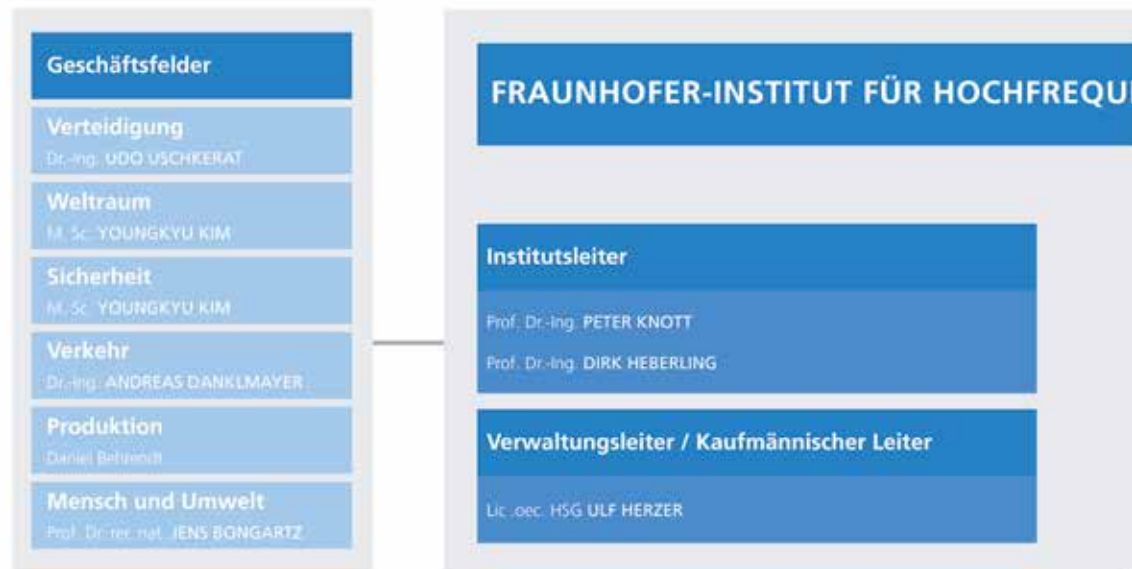 Geschäftsfelder
Verteidigung
Dr.-Ing. UDO USCHKERAT
Weltraum
M. Sc. YOUNGKYU KIM
Sicherheit
M. Sc. YOUNGKYU KIM
Verkehr
Dr.-Ing. ANDREAS DANKLMAYER
Produktion
Daniel Behrendt
Mensch und Umwelt
Prof. Dr. rer. nat. JENS BONGARTZ
FRAUNHOFER-INSTITUT FÜR HOCHFREQUE
Institutsleiter
Prof. Dr.-Ing. PETER KNOTT
Prof. Dr.-Ing. DIRK HEBERLING
Verwaltungsleiter / Kaufmännischer Leiter
Lic .oec. HSG ULF HERZER